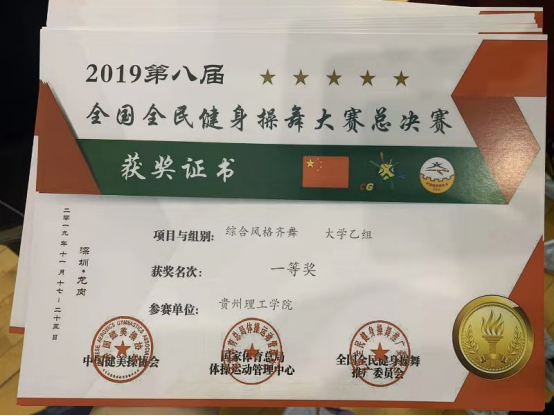 2019第八届
全国全民健身操舞大赛总决赛
获奖证书
CG
项目与组别: 综合风格齐舞 大学乙组
获奖名次: 一等奖
参赛单位: 贵州理工学院
二零一九年十一月十七-二十五日
深圳·龙岗
中国健美操协会
国家体育总局
体操运动管理中心
全国全民健身操舞
推广委员会